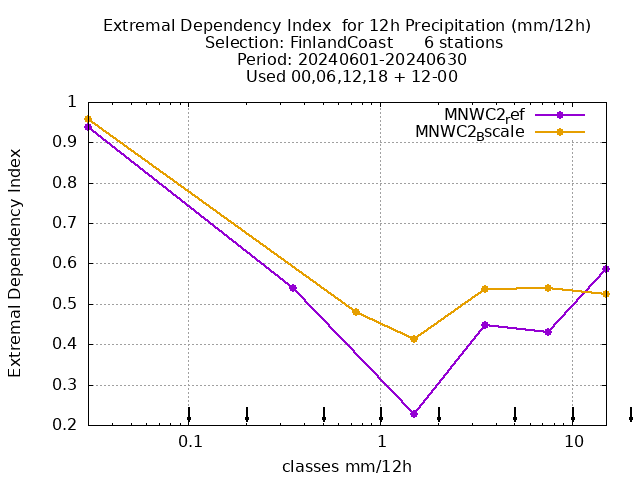 Extremal Dependency Index  for 12h Precipitation (mm/12h)
Selection: FinlandCoast      6 stations
Period: 20240601-20240630
Used 00,06,12,18 + 12-00
MNWC2ref
MNWC2Bscale
Extremal Dependency Index
1
0.9
0.8
0.7
0.6
0.5
0.4
0.3
0.2
0.1
1
10
classes mm/12h